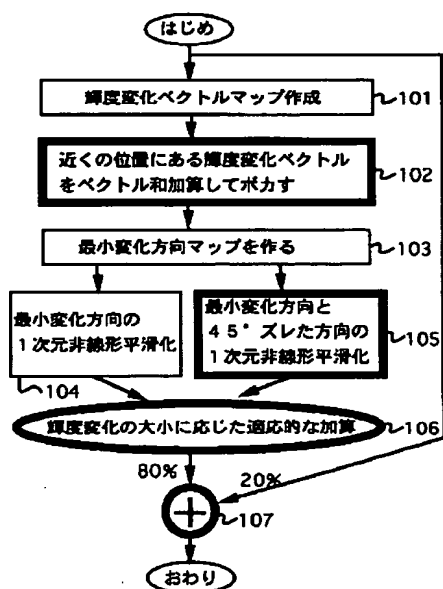 はじめ
輝度変化ベクトルマップ作成
101
近くの位置にある輝度変化ベクトル
をベクトル和加算してボカす
102
最小変化方向マップを作る
103
最小変化方向の
1次元非線形平滑化
104
最小変化方向と
45°ズレた方向の
1次元非線形平滑化
105
輝度変化の大小に応じた適応的な加算
106
80%
20%
+
107
おわり